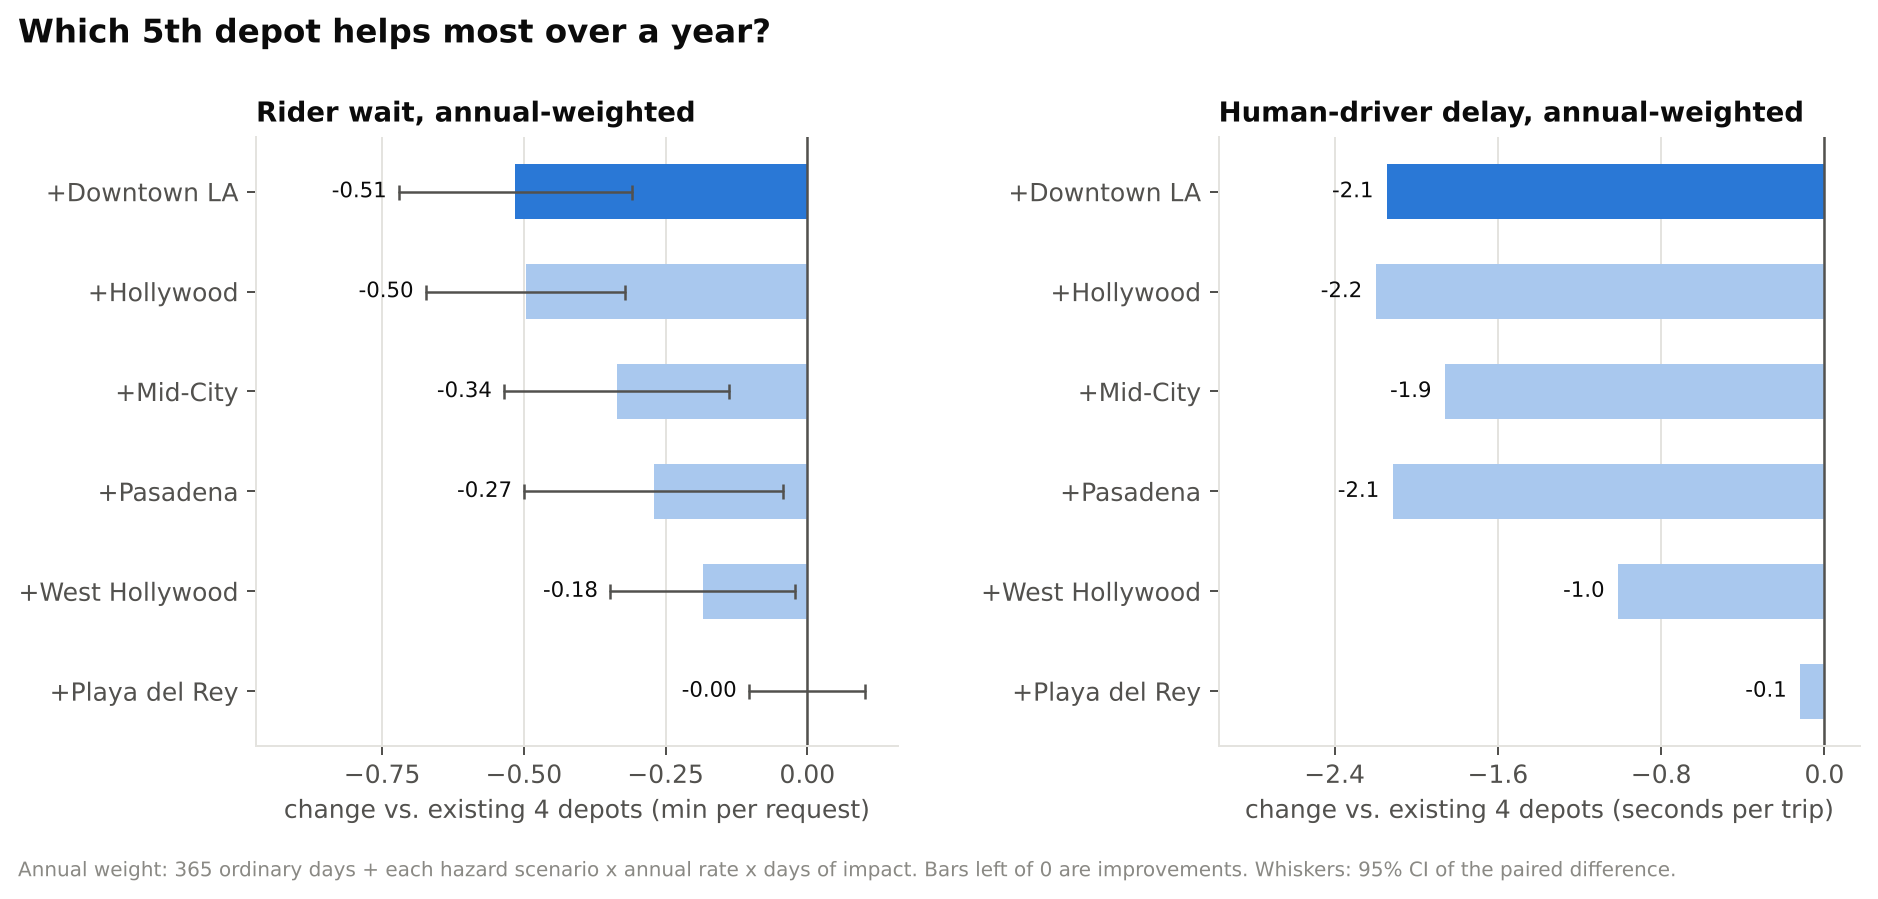 Which 5th depot helps most over a year?
Rider wait, annual-weighted
+Downtown LA
-0.51
+Hollywood
-0.50
+Mid-City
-0.34
+Pasadena
-0.27
+West Hollywood
-0.18
+Playa del Rey
-0.00
−0.75 −0.50 −0.25 0.00
change vs. existing 4 depots (min per request)
Human-driver delay, annual-weighted
+Downtown LA
-2.1
+Hollywood
-2.2
+Mid-City
-1.9
+Pasadena
-2.1
+West Hollywood
-1.0
+Playa del Rey
-0.1
−2.4 −1.6 −0.8 0.0
change vs. existing 4 depots (seconds per trip)
Annual weight: 365 ordinary days + each hazard scenario x annual rate x days of impact. Bars left of 0 are improvements. Whiskers: 95% CI of the paired difference.